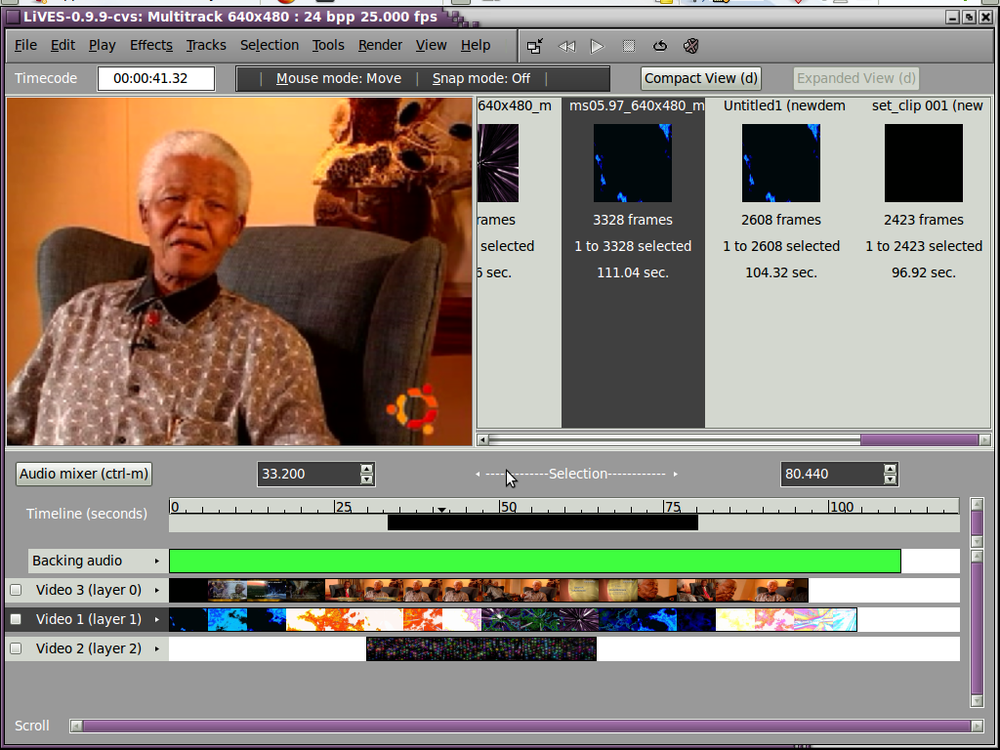 LiVES-0.9.9-cvs: Multitrack 640x480 : 24 bpp 25.000 fps
File Edit Play Effects Tracks Selection Tools Render View Help
Timecode 00:00:41.32 Mouse mode: Move Snap mode: Off Compact View (d) Expanded View (d)
640x480_m ms05.97_640x480_m Untitled1 (newdem set_clip 001 (new
rames 3328 frames 2608 frames 2423 frames
selected 1 to 3328 selected 1 to 2608 selected 1 to 2423 selected
sec. 111.04 sec. 104.32 sec. 96.92 sec.
Audio mixer (ctrl-m) 33.200 -------------Selection------------ 80.440
Timeline (seconds) 0 25 50 75 100
Backing audio
Video 3 (layer 0)
Video 1 (layer 1)
Video 2 (layer 2)
Scroll